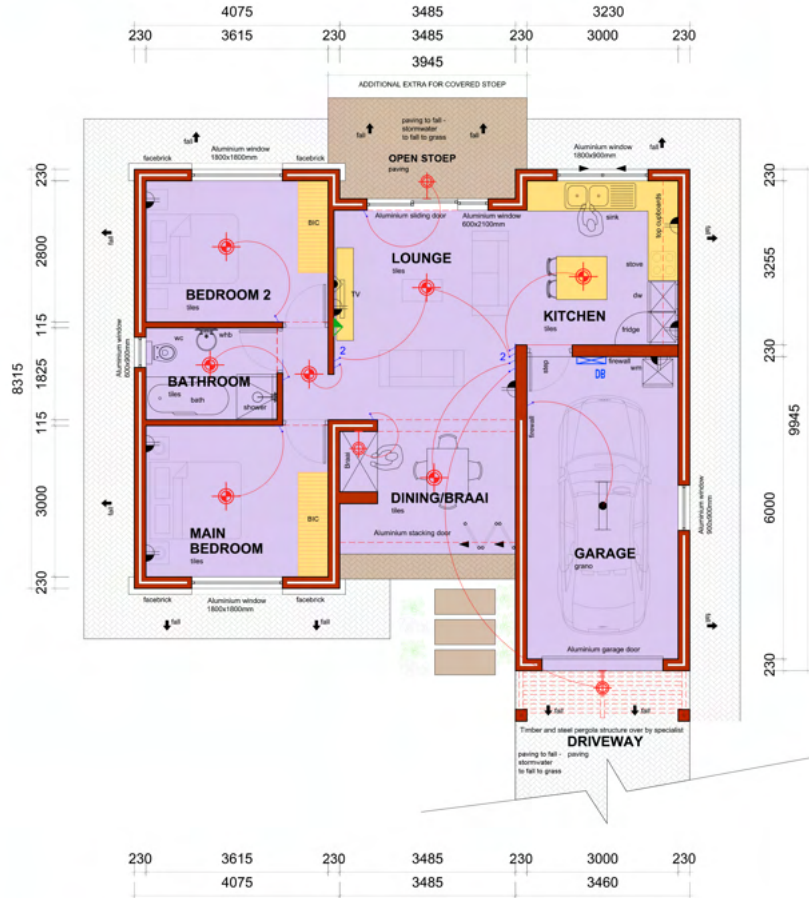 4075 3485 3230
230 3615 230 3485 230 3000 230
3945
ADDITIONAL EXTRA FOR COVERED STOEP
paving to fall -
stormwater
to fall to grass
fall
fall
fall
fall
Aluminium window
1800x1800mm
Aluminium window
1800x900mm
facebrick
facebrick
OPEN STOEP
paving
Aluminium sliding door
Aluminium window
600x2100mm
sink
BIC
LOUNGE
tiles
BEDROOM 2
tiles
TV
stove
dw
KITCHEN
tiles
fridge
fall
fall
230
2800
115
1825
115
3000
230
8315
230
3255
230
6000
230
9945
Aluminium window
600x900mm
wc
whb
BATHROOM
tiles
bath
shower
2
2
step
firewall
DB
wm
firewall
Braai
DINING/BRAAI
tiles
Aluminium stacking door
MAIN
BEDROOM
tiles
BIC
fall
GARAGE
grano
Aluminium window
900x900mm
fall
facebrick
Aluminium window
1800x1800mm
facebrick
fall
fall
Aluminium garage door
fall
fall
Timber and steel pergola structure over by specialist
DRIVEWAY
paving
paving to fall -
stormwater
to fall to grass
230 3615 230 3485 230 3000 230
4075 3485 3460